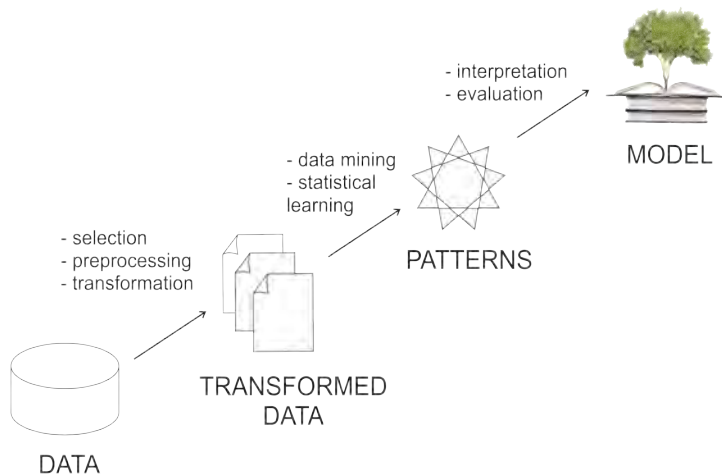 - interpretation
- evaluation
MODEL
- data mining
- statistical
learning
PATTERNS
- selection
- preprocessing
- transformation
TRANSFORMED
DATA
DATA